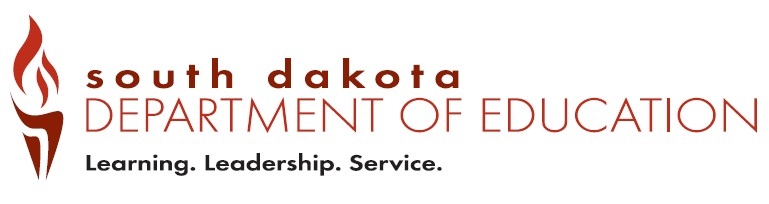 south dakota
DEPARTMENT OF EDUCATION
Learning. Leadership. Service.